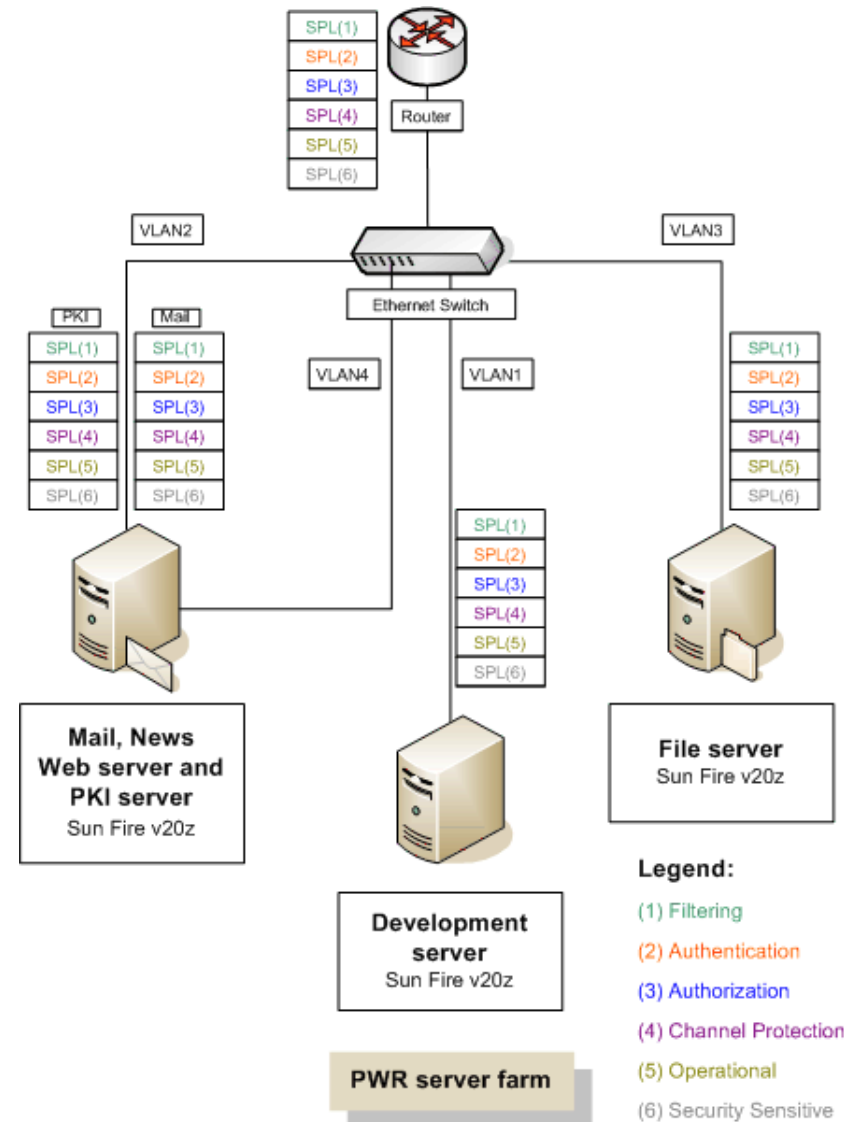 SPL(1)
SPL(2)
SPL(3)
SPL(4)
SPL(5)
SPL(6)
Router
VLAN2
VLAN3
Ethernet Switch
PKI
SPL(1)
SPL(2)
SPL(3)
SPL(4)
SPL(5)
SPL(6)
Mail
SPL(1)
SPL(2)
SPL(3)
SPL(4)
SPL(5)
SPL(6)
VLAN4
VLAN1
SPL(1)
SPL(2)
SPL(3)
SPL(4)
SPL(5)
SPL(6)
SPL(1)
SPL(2)
SPL(3)
SPL(4)
SPL(5)
SPL(6)
Mail, News
Web server and
PKI server
Sun Fire v20z
File server
Sun Fire v20z
Development
server
Sun Fire v20z
Legend:
(1) Filtering
(2) Authentication
(3) Authorization
(4) Channel Protection
(5) Operational
(6) Security Sensitive
PWR server farm